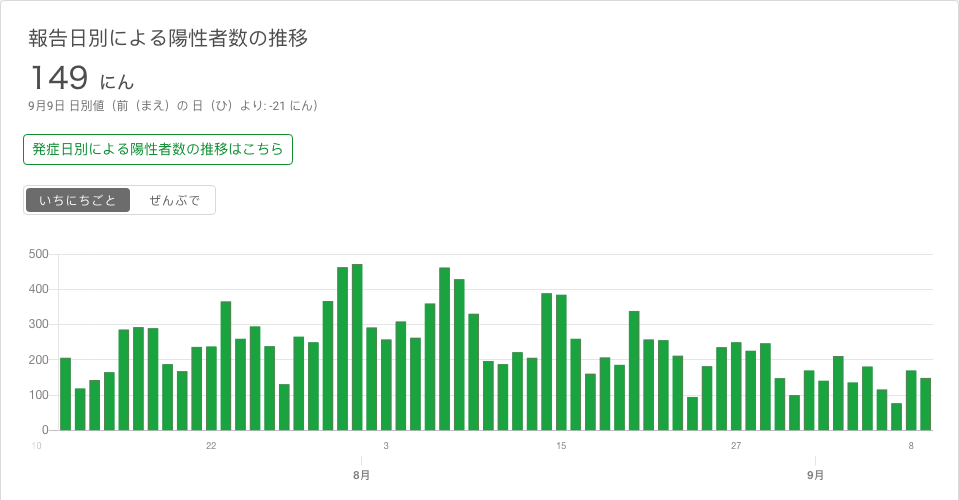 報告日別による陽性者数の推移
149 にん
9月9日 日別値（前（まえ）の 日（ひ）より: -21 にん）
発症日別による陽性者数の推移はこちら
いちにちごと ぜんぶで
500
400
300
200
100
0
10 22 3 15 27 8
8月 9月